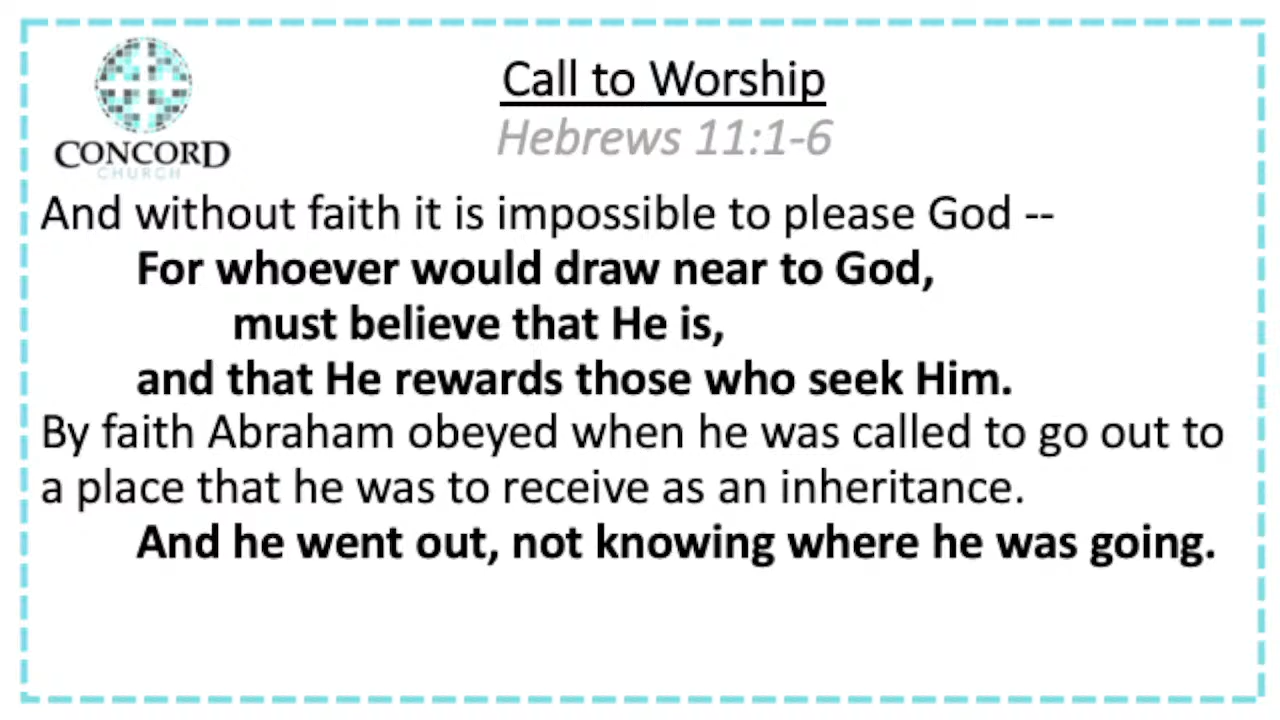 Call to Worship
Hebrews 11:1-6
CONCORD
CHURCH
And without faith it is impossible to please God --
For whoever would draw near to God,
must believe that He is,
and that He rewards those who seek Him.
By faith Abraham obeyed when he was called to go out to
a place that he was to receive as an inheritance.
And he went out, not knowing where he was going.